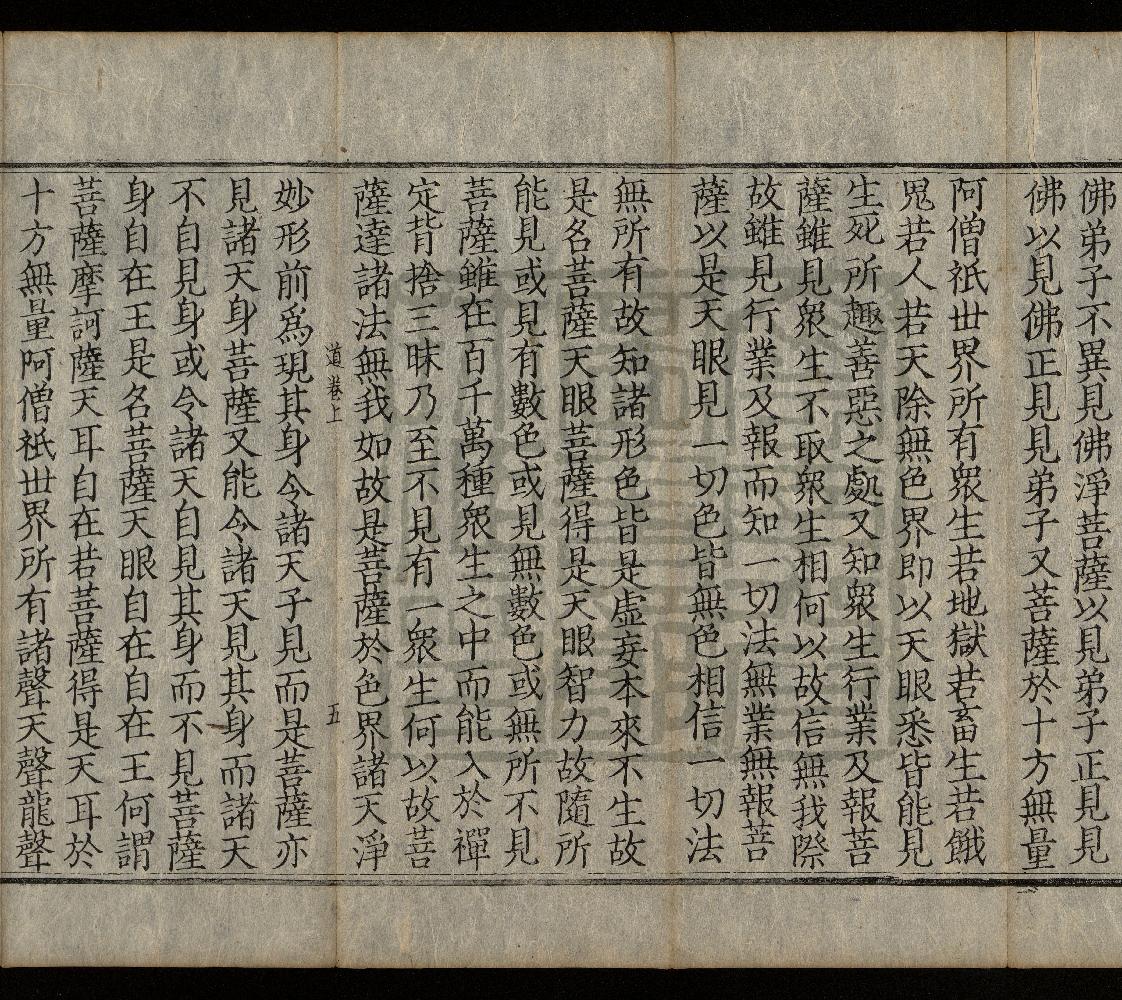 佛弟子不異見佛淨菩薩以見弟子正見見
佛以見佛正見見弟子又菩薩於十方無量
阿僧祇世界所有衆生若地獄若畜生若餓
鬼若人若天除無色界即以天眼悉皆能見
生死所趣善惡之處又知衆生行業及報菩
薩雖見衆生不取衆生相何以故信無我際
故雖見行業及報而知一切法無業無報菩
薩以是天眼見一切色皆無色相信一切法
無所有故知諸形色皆是虛妄本來不生故
是名菩薩天眼菩薩得是天眼智力故隨所
能見或見有數色或見無數色或無所不見
菩薩雖在百千萬種衆生之中而能入於禪
定背捨三昧乃至不見有一衆生何以故菩
薩達諸法無我如故是菩薩於色界諸天淨
道卷上 五
妙形前爲現其身令諸天子見而是菩薩亦
見諸天身菩薩又能令諸天見其身而諸天
不自見身或令諸天自見其身而不見菩薩
身自在王是名菩薩天眼自在自在王何謂
菩薩摩訶薩天耳自在若菩薩得是天耳於
十方無量阿僧祇世界所有諸聲天聲龍聲